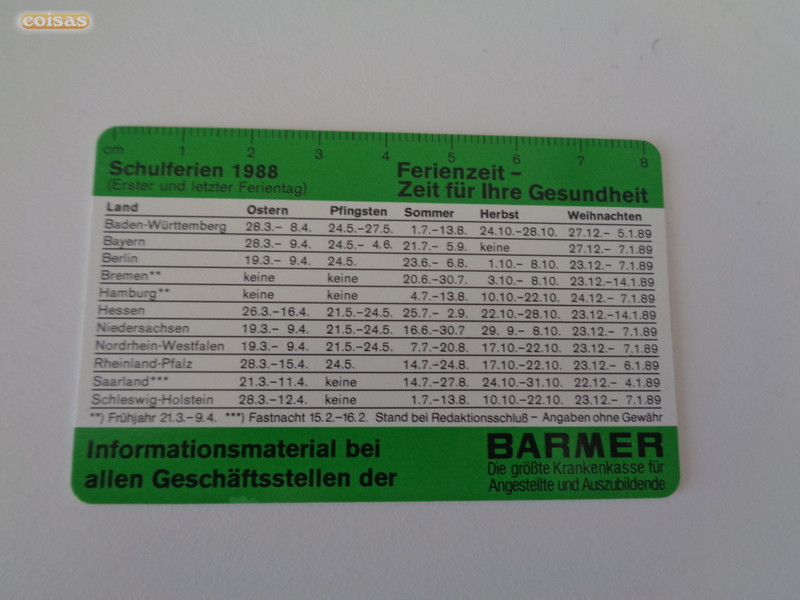 coisas
cm 1 2 3 4 5 6 7 8
Schulferien 1988
(Erster und letzter Ferientag)
Ferienzeit –
Zeit für Ihre Gesundheit
Land Ostern Pfingsten Sommer Herbst Weihnachten
Baden-Württemberg 28.3.– 8.4. 24.5.–27.5. 1.7.–13.8. 24.10.–28.10. 27.12.– 5.1.89
Bayern 28.3.– 9.4. 24.5.– 4.6. 21.7.– 5.9. keine 27.12.– 7.1.89
Berlin 19.3.– 9.4. 24.5. 23.6.– 6.8. 1.10.– 8.10. 23.12.– 7.1.89
Bremen** keine keine 20.6.–30.7. 3.10.– 8.10. 23.12.–14.1.89
Hamburg** keine keine 4.7.–13.8. 10.10.–22.10. 24.12.– 7.1.89
Hessen 26.3.–16.4. 21.5.–24.5. 25.7.– 2.9. 22.10.–28.10. 23.12.–14.1.89
Niedersachsen 19.3.– 9.4. 21.5.–24.5. 16.6.–30.7 29. 9.– 8.10. 23.12.– 7.1.89
Nordrhein-Westfalen 19.3.– 9.4. 21.5.–24.5. 7.7.–20.8. 17.10.–22.10. 23.12.– 7.1.89
Rheinland-Pfalz 28.3.–15.4. 24.5. 14.7.–24.8. 17.10.–22.10. 23.12.– 6.1.89
Saarland*** 21.3.–11.4. keine 14.7.–27.8. 24.10.–31.10. 22.12.– 4.1.89
Schleswig-Holstein 28.3.–12.4. keine 1.7.–13.8. 10.10.–22.10. 23.12.– 7.1.89
**) Frühjahr 21.3.–9.4. ***) Fastnacht 15.2.–16.2. Stand bei Redaktionsschluß – Angaben ohne Gewähr
Informationsmaterial bei
allen Geschäftsstellen der
BARMER
Die größte Krankenkasse für
Angestellte und Auszubildende